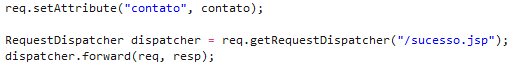 req.setAttribute("contato", contato);
RequestDispatcher dispatcher = req.getRequestDispatcher("/sucesso.jsp");
dispatcher.forward(req, resp);